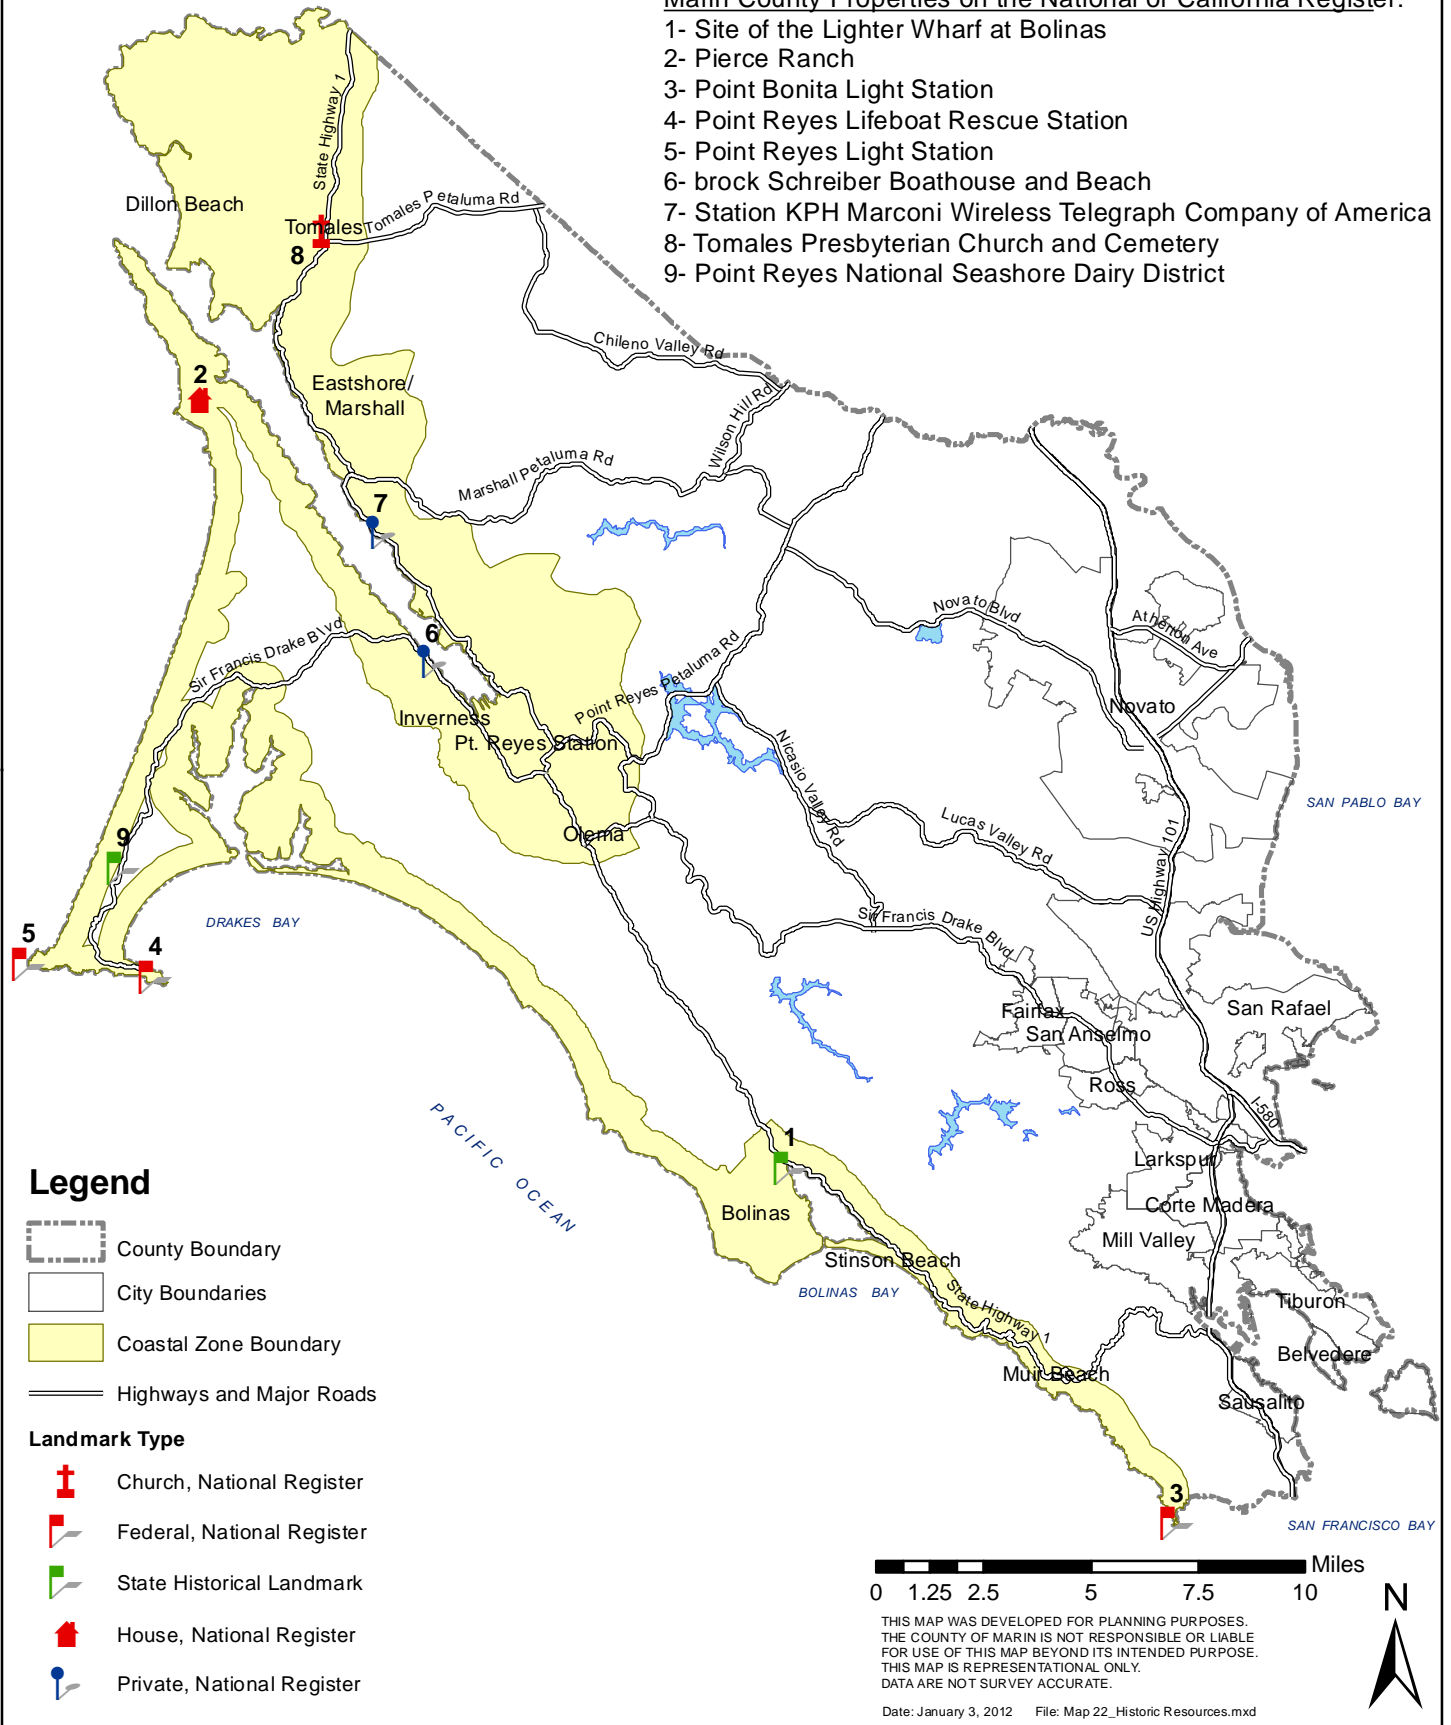 Marin County Properties on the National or California Register:
1- Site of the Lighter Wharf at Bolinas
2- Pierce Ranch
3- Point Bonita Light Station
4- Point Reyes Lifeboat Rescue Station
5- Point Reyes Light Station
6- brock Schreiber Boathouse and Beach
7- Station KPH Marconi Wireless Telegraph Company of America
8- Tomales Presbyterian Church and Cemetery
9- Point Reyes National Seashore Dairy District
State Highway 1
Dillon Beach
Tomales
Tomales Petaluma Rd
8
Chileno Valley Rd
2
Eastshore/
Marshall
Wilson Hill Rd
Marshall Petaluma Rd
7
Novato Blvd
Atherton Ave
6
Sir Francis Drake Blvd
Point Reyes Petaluma Rd
Inverness
Novato
Pt. Reyes Station
Nicasio Valley Rd
SAN PABLO BAY
Olema
Lucas Valley Rd
9
US Highway 101
DRAKES BAY
Sir Francis Drake Blvd
5
4
San Rafael
Fairfax
San Anselmo
Ross
I-580
PACIFIC OCEAN
1
Larkspur
Corte Madera
Bolinas
Mill Valley
Stinson Beach
BOLINAS BAY
State Highway 1
Tiburon
Belvedere
Muir Beach
Sausalito
3
SAN FRANCISCO BAY
Legend
County Boundary
City Boundaries
Coastal Zone Boundary
Highways and Major Roads
Landmark Type
Church, National Register
Federal, National Register
State Historical Landmark
House, National Register
Private, National Register
Miles
0 1.25 2.5 5 7.5 10
N
THIS MAP WAS DEVELOPED FOR PLANNING PURPOSES.
THE COUNTY OF MARIN IS NOT RESPONSIBLE OR LIABLE
FOR USE OF THIS MAP BEYOND ITS INTENDED PURPOSE.
THIS MAP IS REPRESENTATIONAL ONLY.
DATA ARE NOT SURVEY ACCURATE.
Date: January 3, 2012 File: Map 22_Historic Resources.mxd